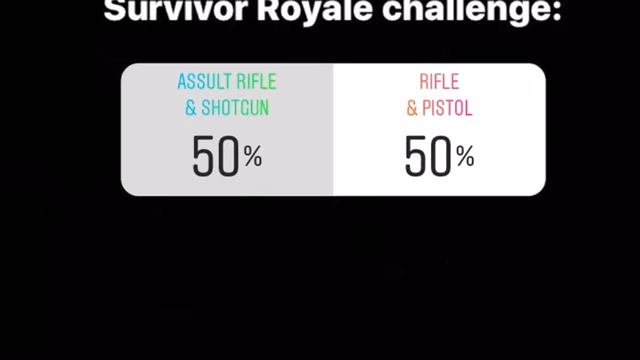 Survivor Royale challenge:
ASSULT RIFLE
& SHOTGUN
50%
RIFLE
& PISTOL
50%